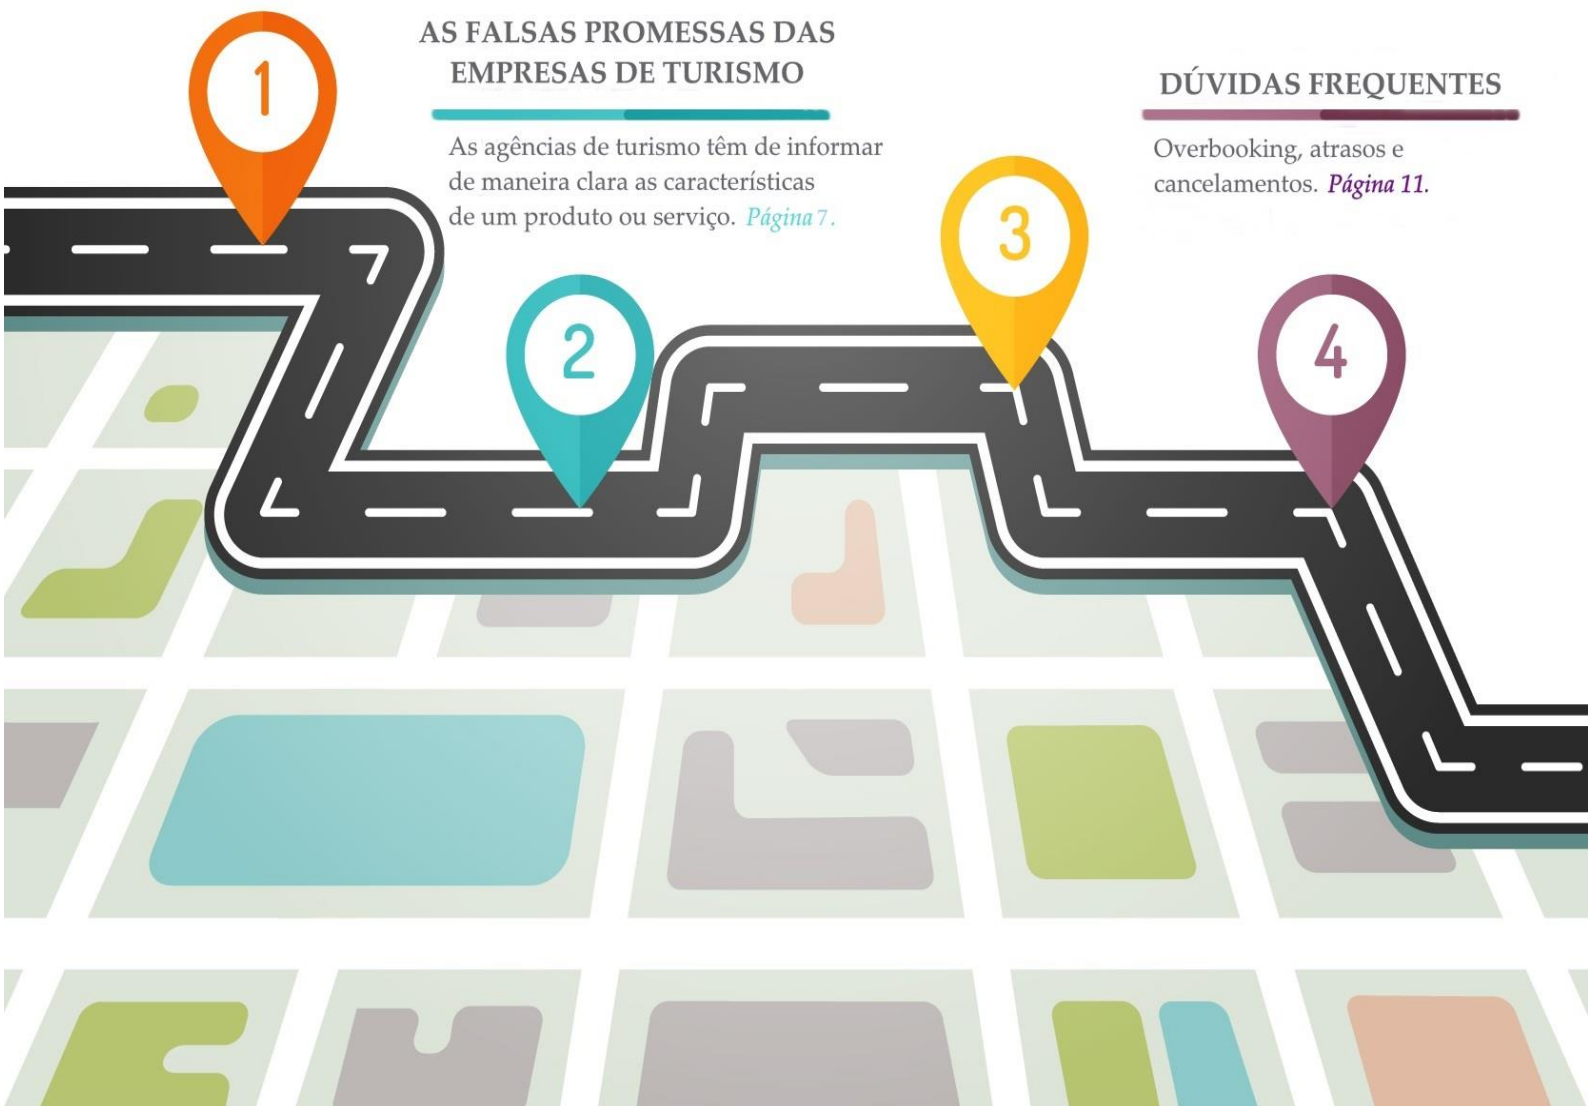 1
AS FALSAS PROMESSAS DAS
EMPRESAS DE TURISMO
As agências de turismo têm de informar
de maneira clara as características
de um produto ou serviço. Página 7.
2
3
DÚVIDAS FREQUENTES
Overbooking, atrasos e
cancelamentos. Página 11.
4